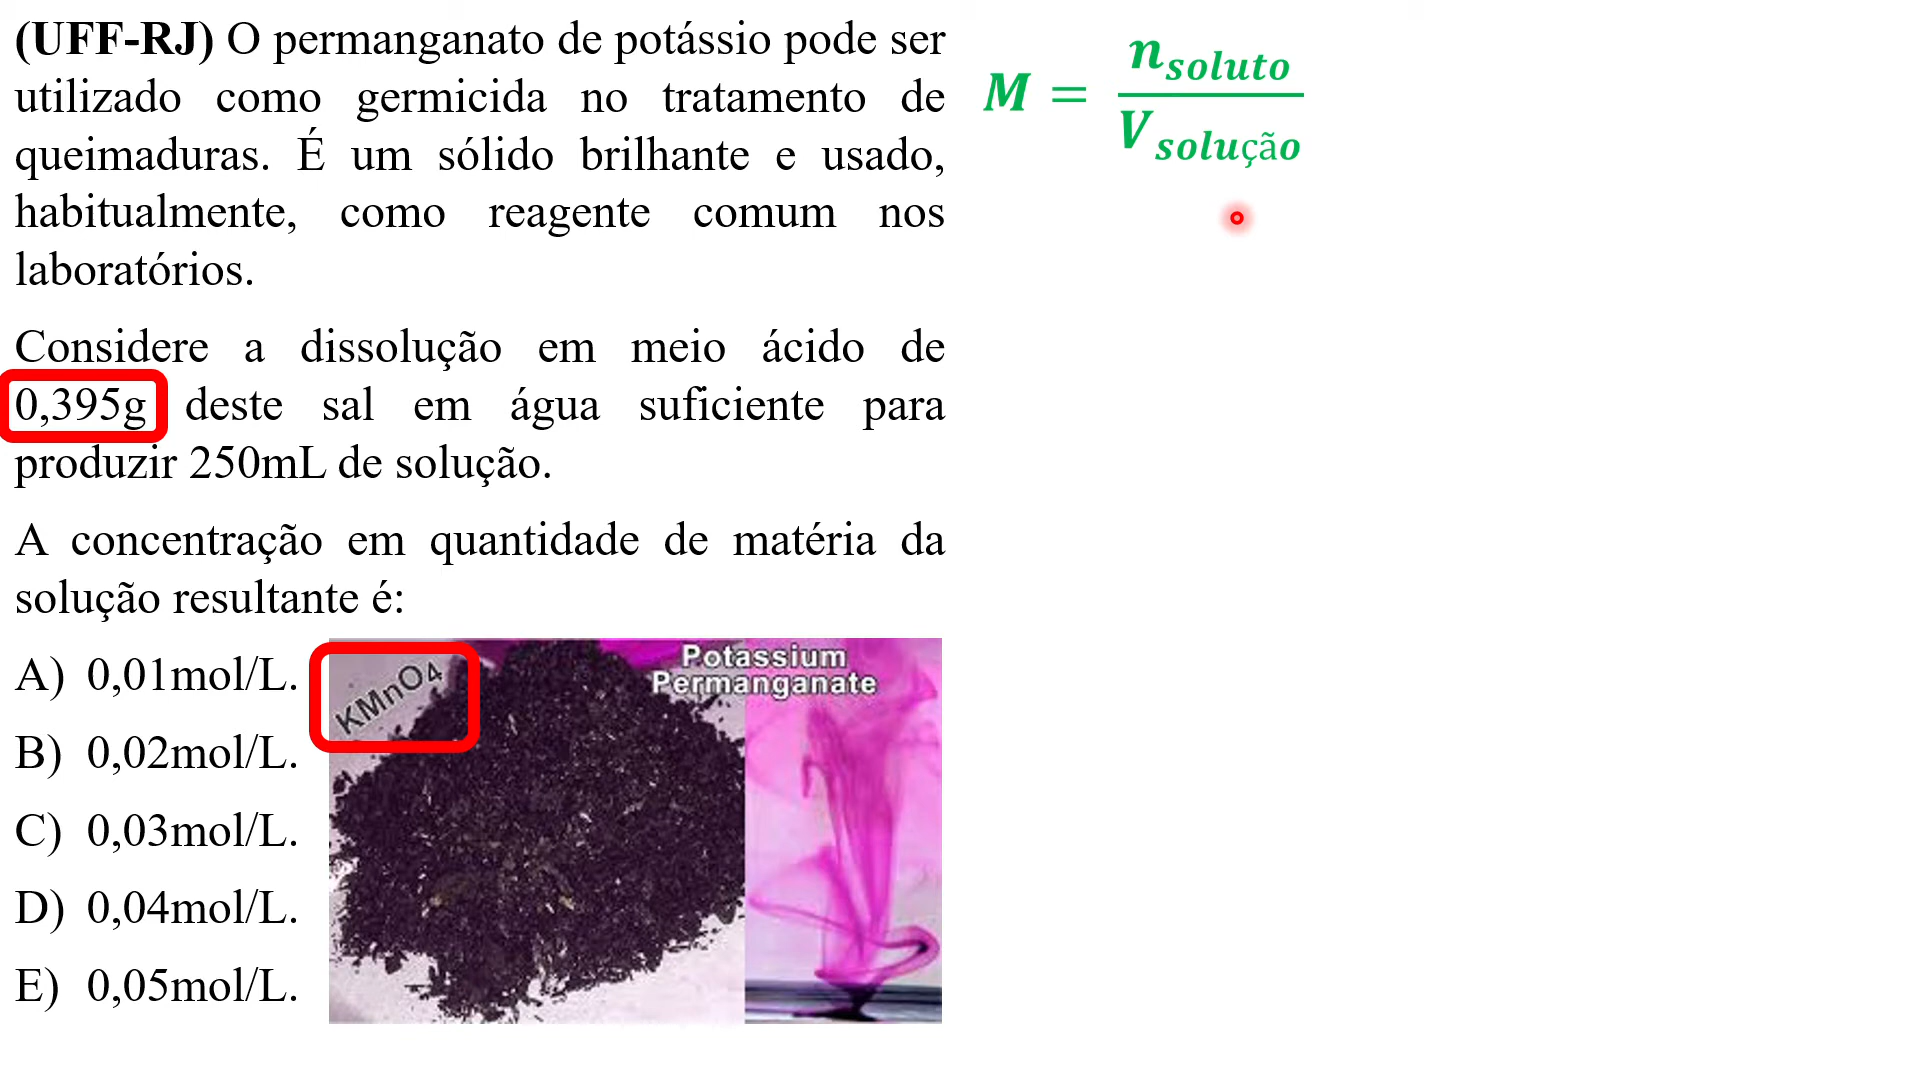 (UFF-RJ) O permanganato de potássio pode ser
utilizado como germicida no tratamento de
queimaduras. É um sólido brilhante e usado,
habitualmente, como reagente comum nos
laboratórios.
Considere a dissolução em meio ácido de
0,395g deste sal em água suficiente para
produzir 250mL de solução.
A concentração em quantidade de matéria da
solução resultante é:
A) 0,01mol/L.
B) 0,02mol/L.
C) 0,03mol/L.
D) 0,04mol/L.
E) 0,05mol/L.
KMnO4
Potassium
Permanganate
M = n_soluto / V_solução